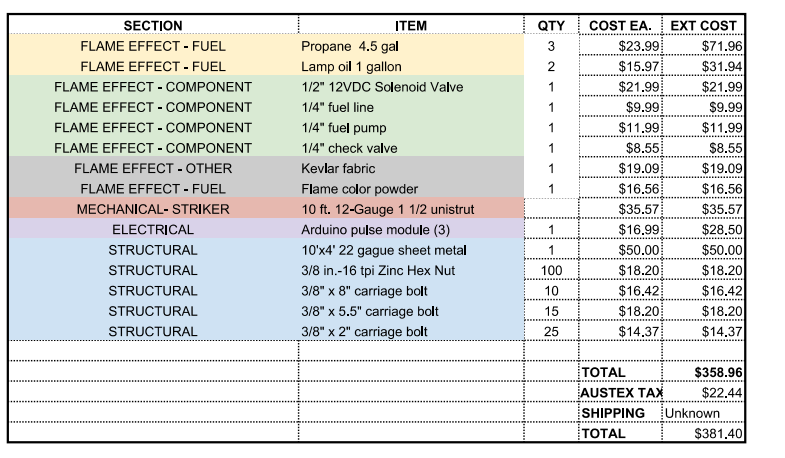 SECTION ITEM QTY COST EA. EXT COST
FLAME EFFECT - FUEL Propane 4.5 gal 3 $23.99 $71.96
FLAME EFFECT - FUEL Lamp oil 1 gallon 2 $15.97 $31.94
FLAME EFFECT - COMPONENT 1/2" 12VDC Solenoid Valve 1 $21.99 $21.99
FLAME EFFECT - COMPONENT 1/4" fuel line 1 $9.99 $9.99
FLAME EFFECT - COMPONENT 1/4" fuel pump 1 $11.99 $11.99
FLAME EFFECT - COMPONENT 1/4" check valve 1 $8.55 $8.55
FLAME EFFECT - OTHER Kevlar fabric 1 $19.09 $19.09
FLAME EFFECT - FUEL Flame color powder 1 $16.56 $16.56
MECHANICAL- STRIKER 10 ft. 12-Gauge 1 1/2 unistrut $35.57 $35.57
ELECTRICAL Arduino pulse module (3) 1 $16.99 $28.50
STRUCTURAL 10'x4' 22 gague sheet metal 1 $50.00 $50.00
STRUCTURAL 3/8 in.-16 tpi Zinc Hex Nut 100 $18.20 $18.20
STRUCTURAL 3/8" x 8" carriage bolt 10 $16.42 $16.42
STRUCTURAL 3/8" x 5.5" carriage bolt 15 $18.20 $18.20
STRUCTURAL 3/8" x 2" carriage bolt 25 $14.37 $14.37
TOTAL $358.96
AUSTEX TAX $22.44
SHIPPING Unknown
TOTAL $381.40